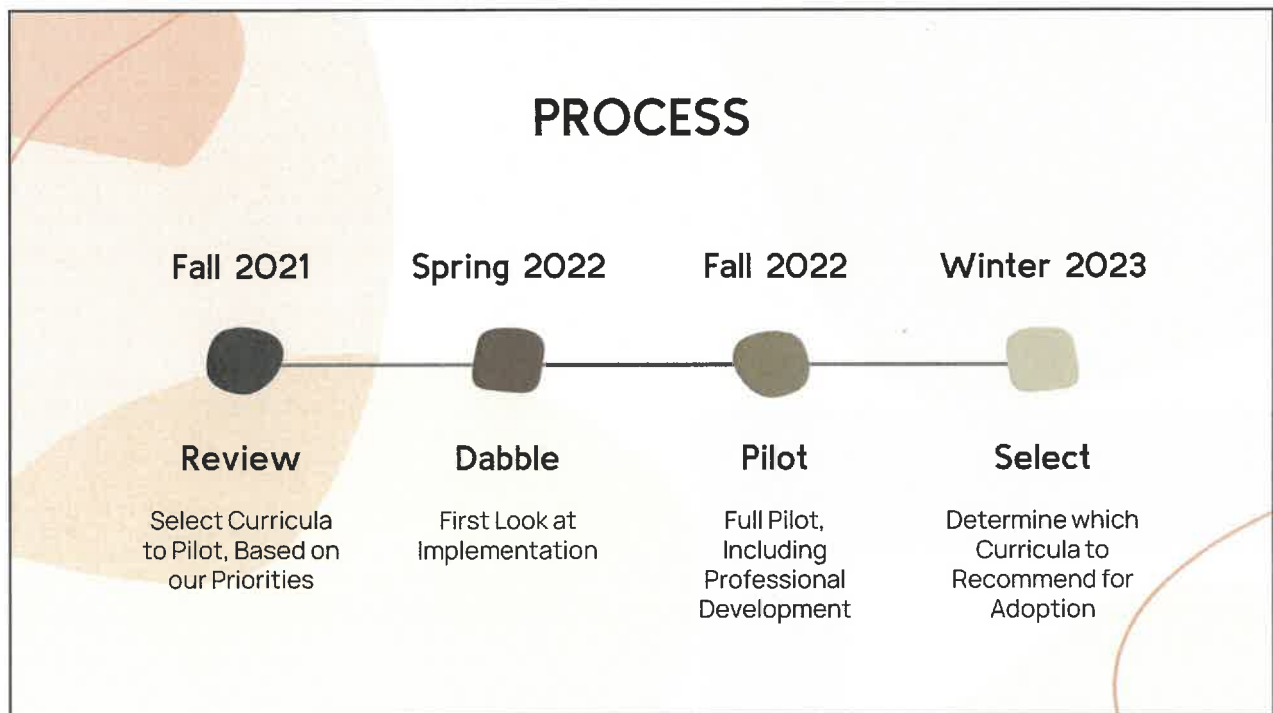 PROCESS
Fall 2021
Spring 2022
Fall 2022
Winter 2023
Review
Dabble
Pilot
Select
Select Curricula
to Pilot, Based on
our Priorities
First Look at
Implementation
Full Pilot,
Including
Professional
Development
Determine which
Curricula to
Recommend for
Adoption